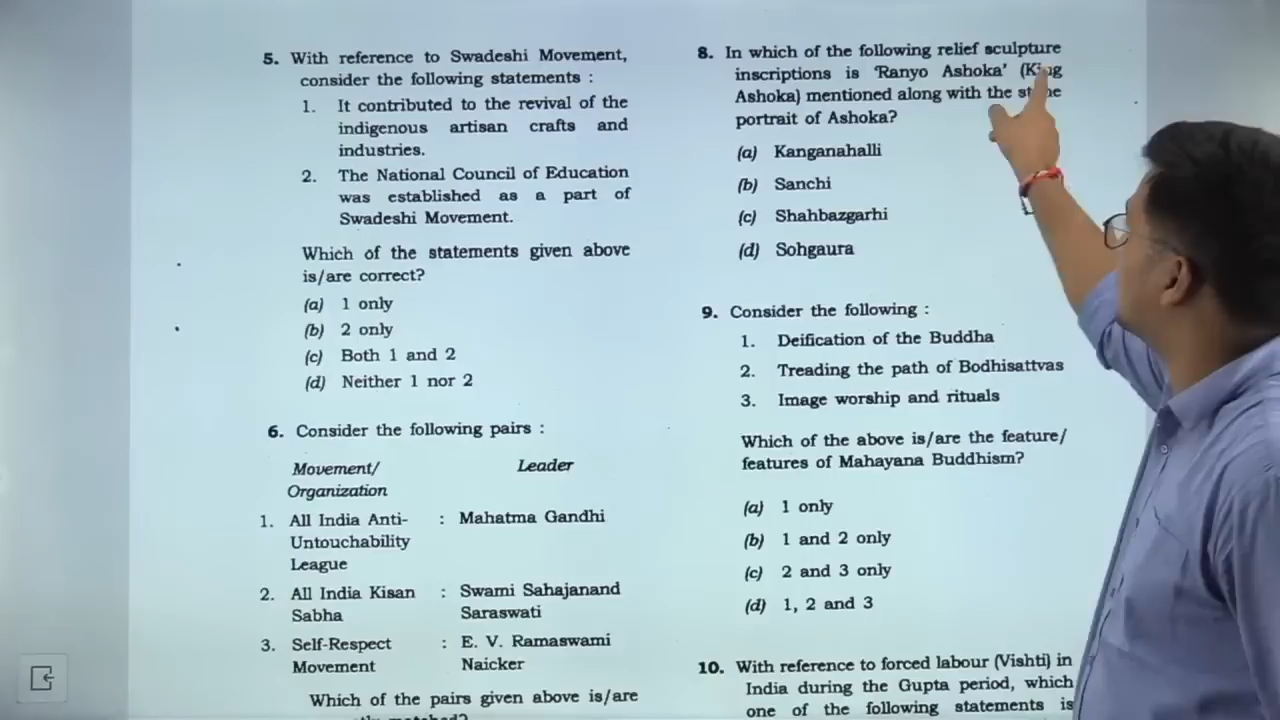 5. With reference to Swadeshi Movement,
consider the following statements :
1. It contributed to the revival of the
indigenous artisan crafts and
industries.
2. The National Council of Education
was established as a part of
Swadeshi Movement.
Which of the statements given above
is/are correct?
(a) 1 only
(b) 2 only
(c) Both 1 and 2
(d) Neither 1 nor 2
6. Consider the following pairs :
Movement/ Leader
Organization
1. All India Anti- : Mahatma Gandhi
Untouchability
League
2. All India Kisan : Swami Sahajanand
Sabha Saraswati
3. Self-Respect : E. V. Ramaswami
Movement Naicker
Which of the pairs given above is/are
8. In which of the following relief sculpture
inscriptions is 'Ranyo Ashoka' (King
Ashoka) mentioned along with the
portrait of Ashoka?
(a) Kanganahalli
(b) Sanchi
(c) Shahbazgarhi
(d) Sohgaura
9. Consider the following :
1. Deification of the Buddha
2. Treading the path of Bodhisattvas
3. Image worship and rituals
Which of the above is/are the feature/
features of Mahayana Buddhism?
(a) 1 only
(b) 1 and 2 only
(c) 2 and 3 only
(d) 1, 2 and 3
10. With reference to forced labour (Vishti) in
India during the Gupta period, which
one of the following statements is